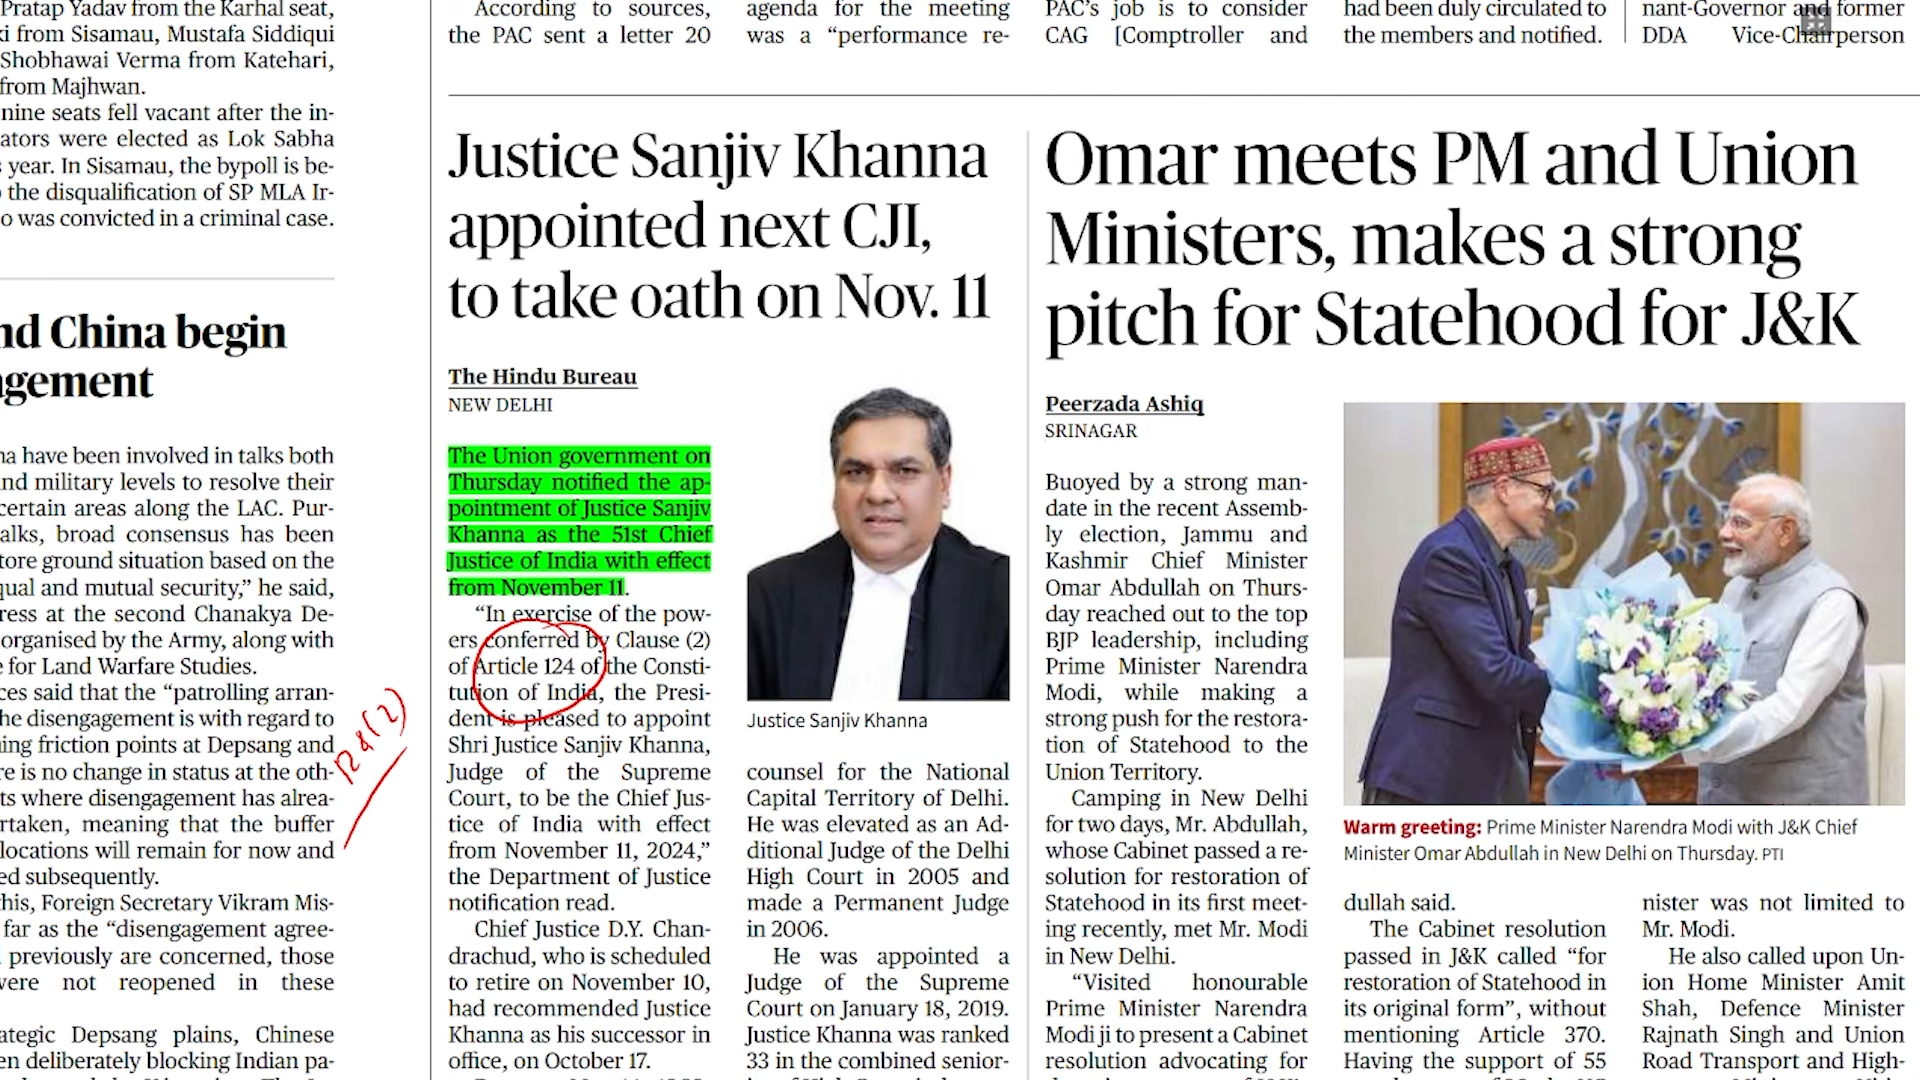 Pratap Yadav from the Karhal seat,
ki from Sisamau, Mustafa Siddiqui
Shobhawai Verma from Katehari,
from Majhwan.
nine seats fell vacant after the in-
ators were elected as Lok Sabha
year. In Sisamau, the bypoll is be-
the disqualification of SP MLA Ir-
o was convicted in a criminal case.
nd China begin
agement
na have been involved in talks both
nd military levels to resolve their
certain areas along the LAC. Pur-
alks, broad consensus has been
tore ground situation based on the
qual and mutual security,” he said,
ress at the second Chanakya De-
organised by the Army, along with
e for Land Warfare Studies.
ces said that the “patrolling arran-
he disengagement is with regard to
ning friction points at Depsang and
re is no change in status at the oth-
ts where disengagement has alrea-
rtaken, meaning that the buffer
locations will remain for now and
ed subsequently.
this, Foreign Secretary Vikram Mis-
far as the “disengagement agree-
previously are concerned, those
were not reopened in these
ategic Depsang plains, Chinese
en deliberately blocking Indian pa-
124(2)
According to sources,
the PAC sent a letter 20
agenda for the meeting
was a “performance re-
PAC’s job is to consider
CAG [Comptroller and
had been duly circulated to
the members and notified.
nant-Governor and former
DDA Vice-Chairperson
Justice Sanjiv Khanna
appointed next CJI,
to take oath on Nov. 11
The Hindu Bureau
NEW DELHI
The Union government on
Thursday notified the ap-
pointment of Justice Sanjiv
Khanna as the 51st Chief
Justice of India with effect
from November 11.
“In exercise of the pow-
ers conferred by Clause (2)
of Article 124 of the Consti-
tution of India, the Presi-
dent is pleased to appoint
Shri Justice Sanjiv Khanna,
Judge of the Supreme
Court, to be the Chief Jus-
tice of India with effect
from November 11, 2024,”
the Department of Justice
notification read.
Chief Justice D.Y. Chan-
drachud, who is scheduled
to retire on November 10,
had recommended Justice
Khanna as his successor in
office, on October 17.
Justice Sanjiv Khanna
counsel for the National
Capital Territory of Delhi.
He was elevated as an Ad-
ditional Judge of the Delhi
High Court in 2005 and
made a Permanent Judge
in 2006.
He was appointed a
Judge of the Supreme
Court on January 18, 2019.
Justice Khanna was ranked
33 in the combined senior-
Omar meets PM and Union
Ministers, makes a strong
pitch for Statehood for J&K
Peerzada Ashiq
SRINAGAR
Buoyed by a strong man-
date in the recent Assemb-
ly election, Jammu and
Kashmir Chief Minister
Omar Abdullah on Thurs-
day reached out to the top
BJP leadership, including
Prime Minister Narendra
Modi, while making a
strong push for the restora-
tion of Statehood to the
Union Territory.
Camping in New Delhi
for two days, Mr. Abdullah,
whose Cabinet passed a re-
solution for restoration of
Statehood in its first meet-
ing recently, met Mr. Modi
in New Delhi.
“Visited honourable
Prime Minister Narendra
Modi ji to present a Cabinet
resolution advocating for
Warm greeting: Prime Minister Narendra Modi with J&K Chief
Minister Omar Abdullah in New Delhi on Thursday. PTI
dullah said.
The Cabinet resolution
passed in J&K called “for
restoration of Statehood in
its original form”, without
mentioning Article 370.
Having the support of 55
nister was not limited to
Mr. Modi.
He also called upon Un-
ion Home Minister Amit
Shah, Defence Minister
Rajnath Singh and Union
Road Transport and High-